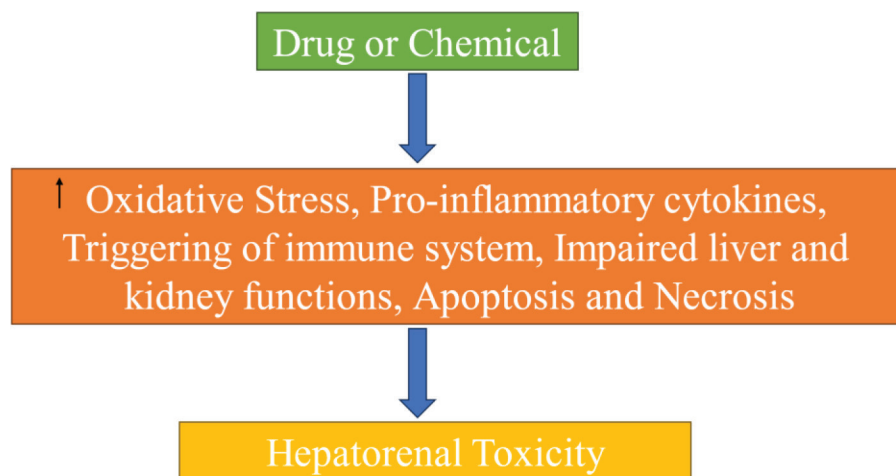 Drug or Chemical
↑ Oxidative Stress, Pro-inflammatory cytokines,
Triggering of immune system, Impaired liver and
kidney functions, Apoptosis and Necrosis
Hepatorenal Toxicity